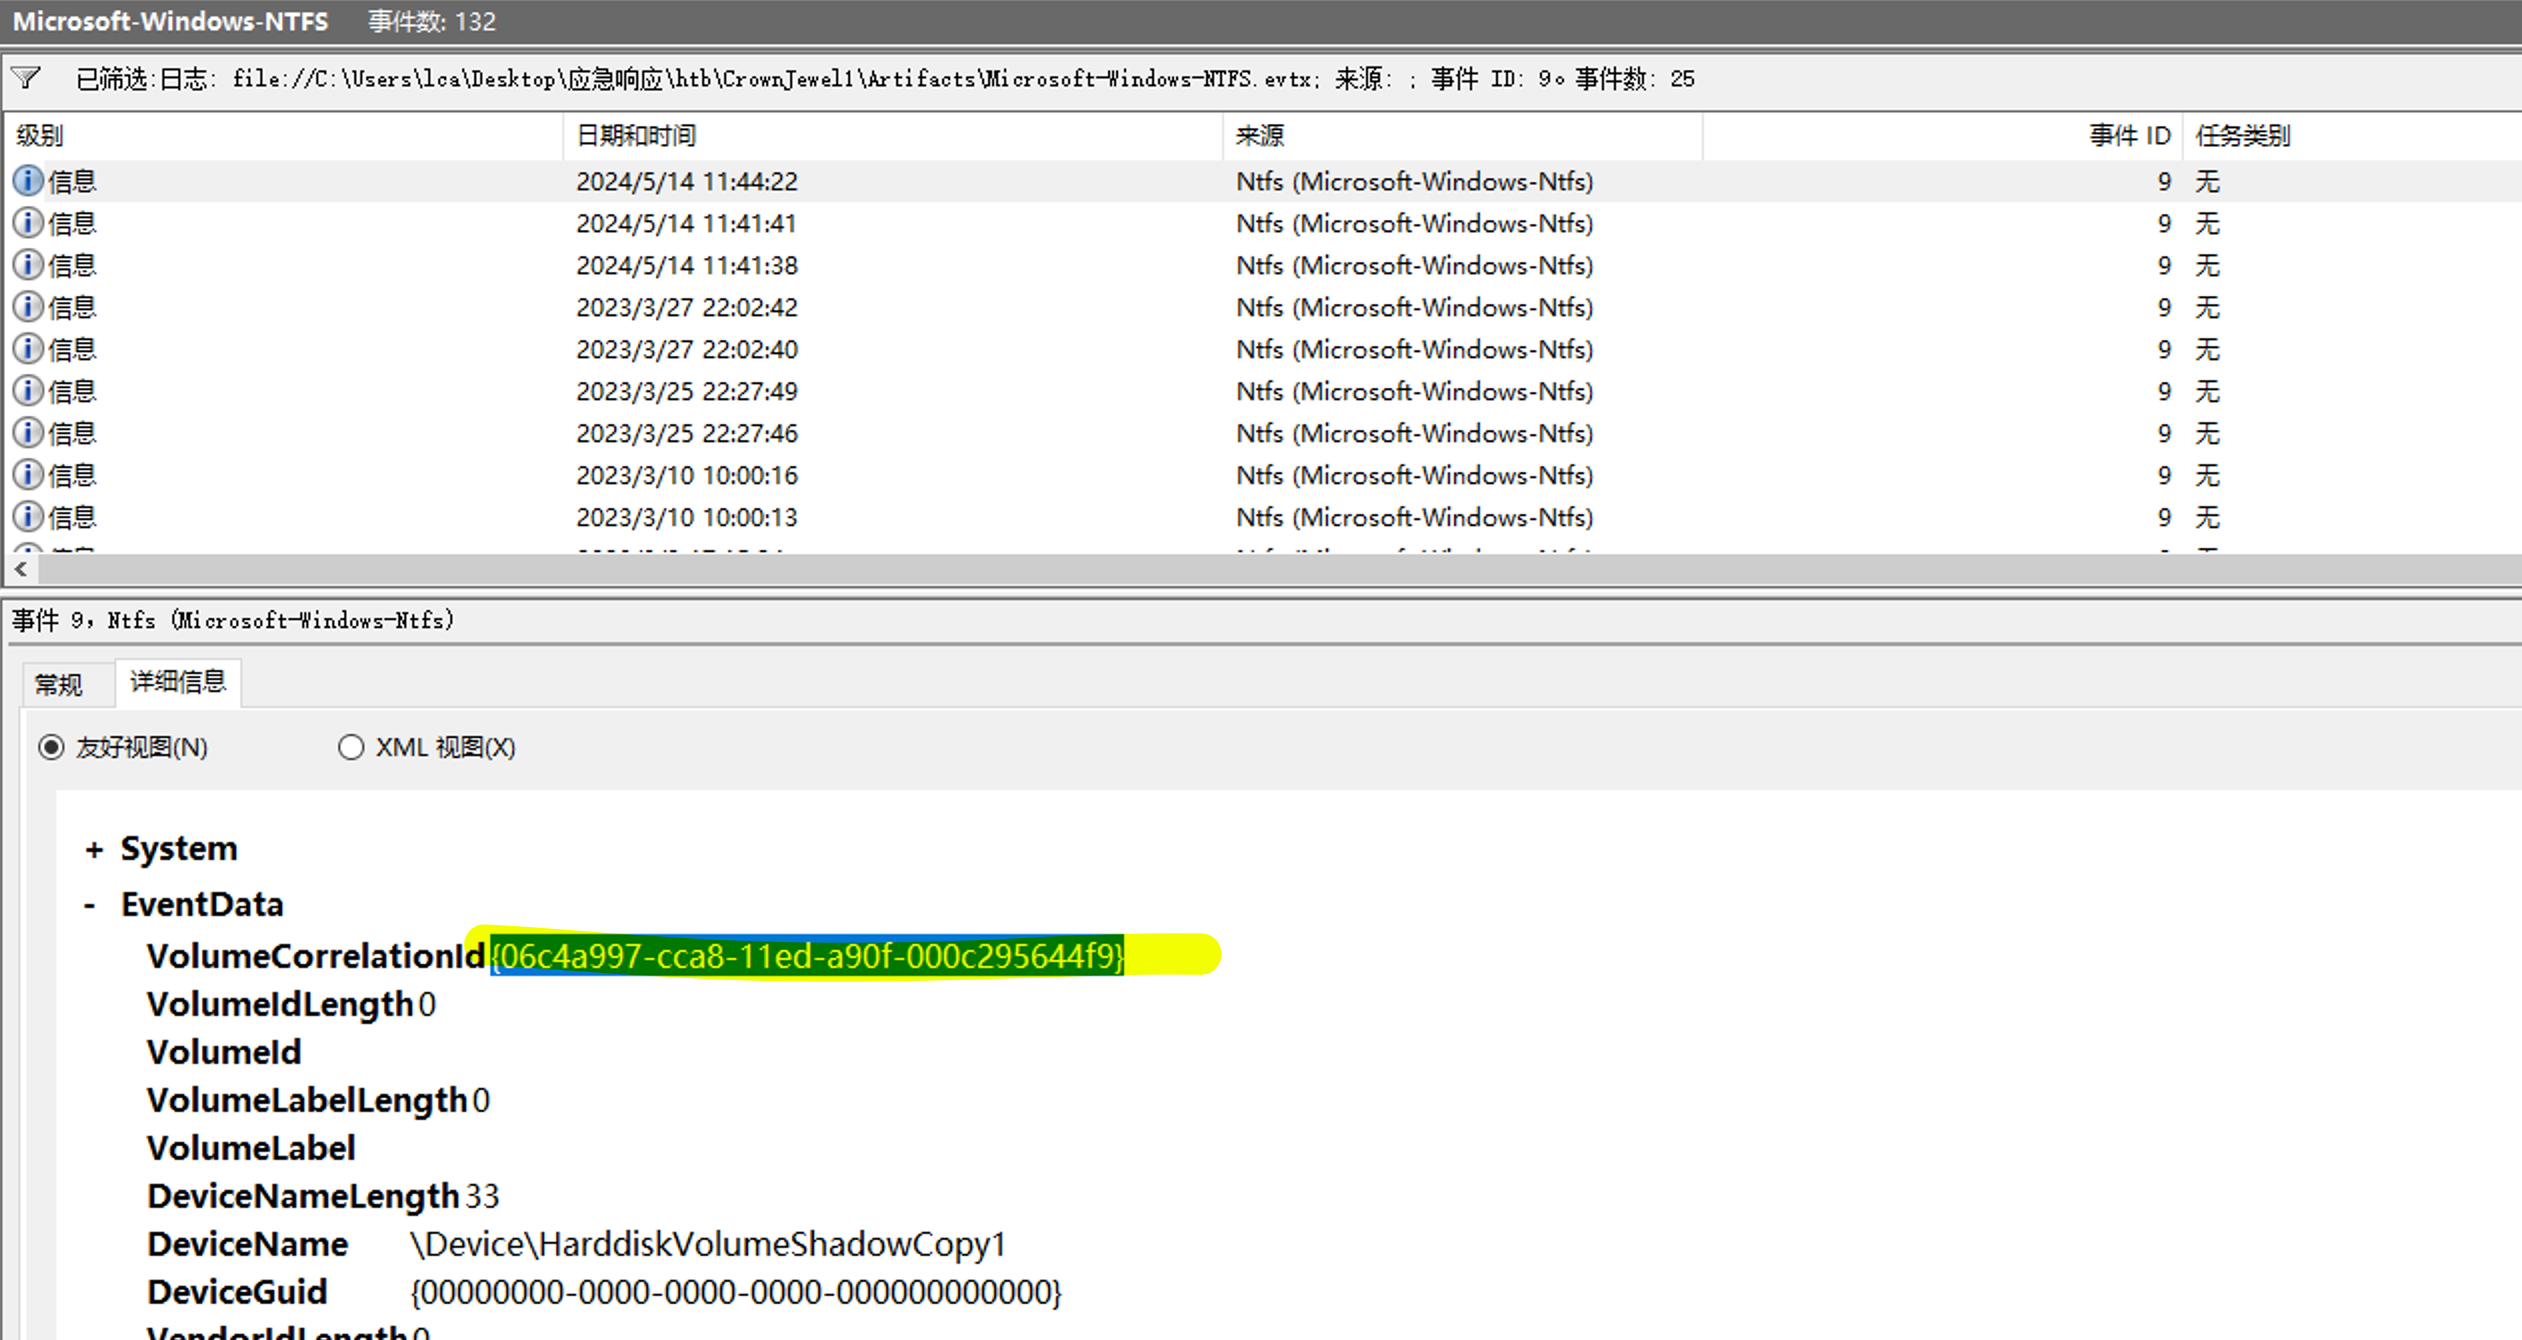 Microsoft-Windows-NTFS 事件数: 132
已筛选:日志: file://C:\Users\lca\Desktop\应急响应\htb\CrownJewel1\Artifacts\Microsoft-Windows-NTFS.evtx; 来源: ; 事件 ID: 9。事件数: 25
级别 日期和时间 来源 事件 ID 任务类别
信息 2024/5/14 11:44:22 Ntfs (Microsoft-Windows-Ntfs) 9 无
信息 2024/5/14 11:41:41 Ntfs (Microsoft-Windows-Ntfs) 9 无
信息 2024/5/14 11:41:38 Ntfs (Microsoft-Windows-Ntfs) 9 无
信息 2023/3/27 22:02:42 Ntfs (Microsoft-Windows-Ntfs) 9 无
信息 2023/3/27 22:02:40 Ntfs (Microsoft-Windows-Ntfs) 9 无
信息 2023/3/25 22:27:49 Ntfs (Microsoft-Windows-Ntfs) 9 无
信息 2023/3/25 22:27:46 Ntfs (Microsoft-Windows-Ntfs) 9 无
信息 2023/3/10 10:00:16 Ntfs (Microsoft-Windows-Ntfs) 9 无
信息 2023/3/10 10:00:13 Ntfs (Microsoft-Windows-Ntfs) 9 无
事件 9, Ntfs (Microsoft-Windows-Ntfs)
常规 详细信息
友好视图(N) XML 视图(X)
+ System
- EventData
VolumeCorrelationId {06c4a997-cca8-11ed-a90f-000c295644f9}
VolumeIdLength 0
VolumeId
VolumeLabelLength 0
VolumeLabel
DeviceNameLength 33
DeviceName \Device\HarddiskVolumeShadowCopy1
DeviceGuid {00000000-0000-0000-0000-000000000000}
VendorIdLength 0